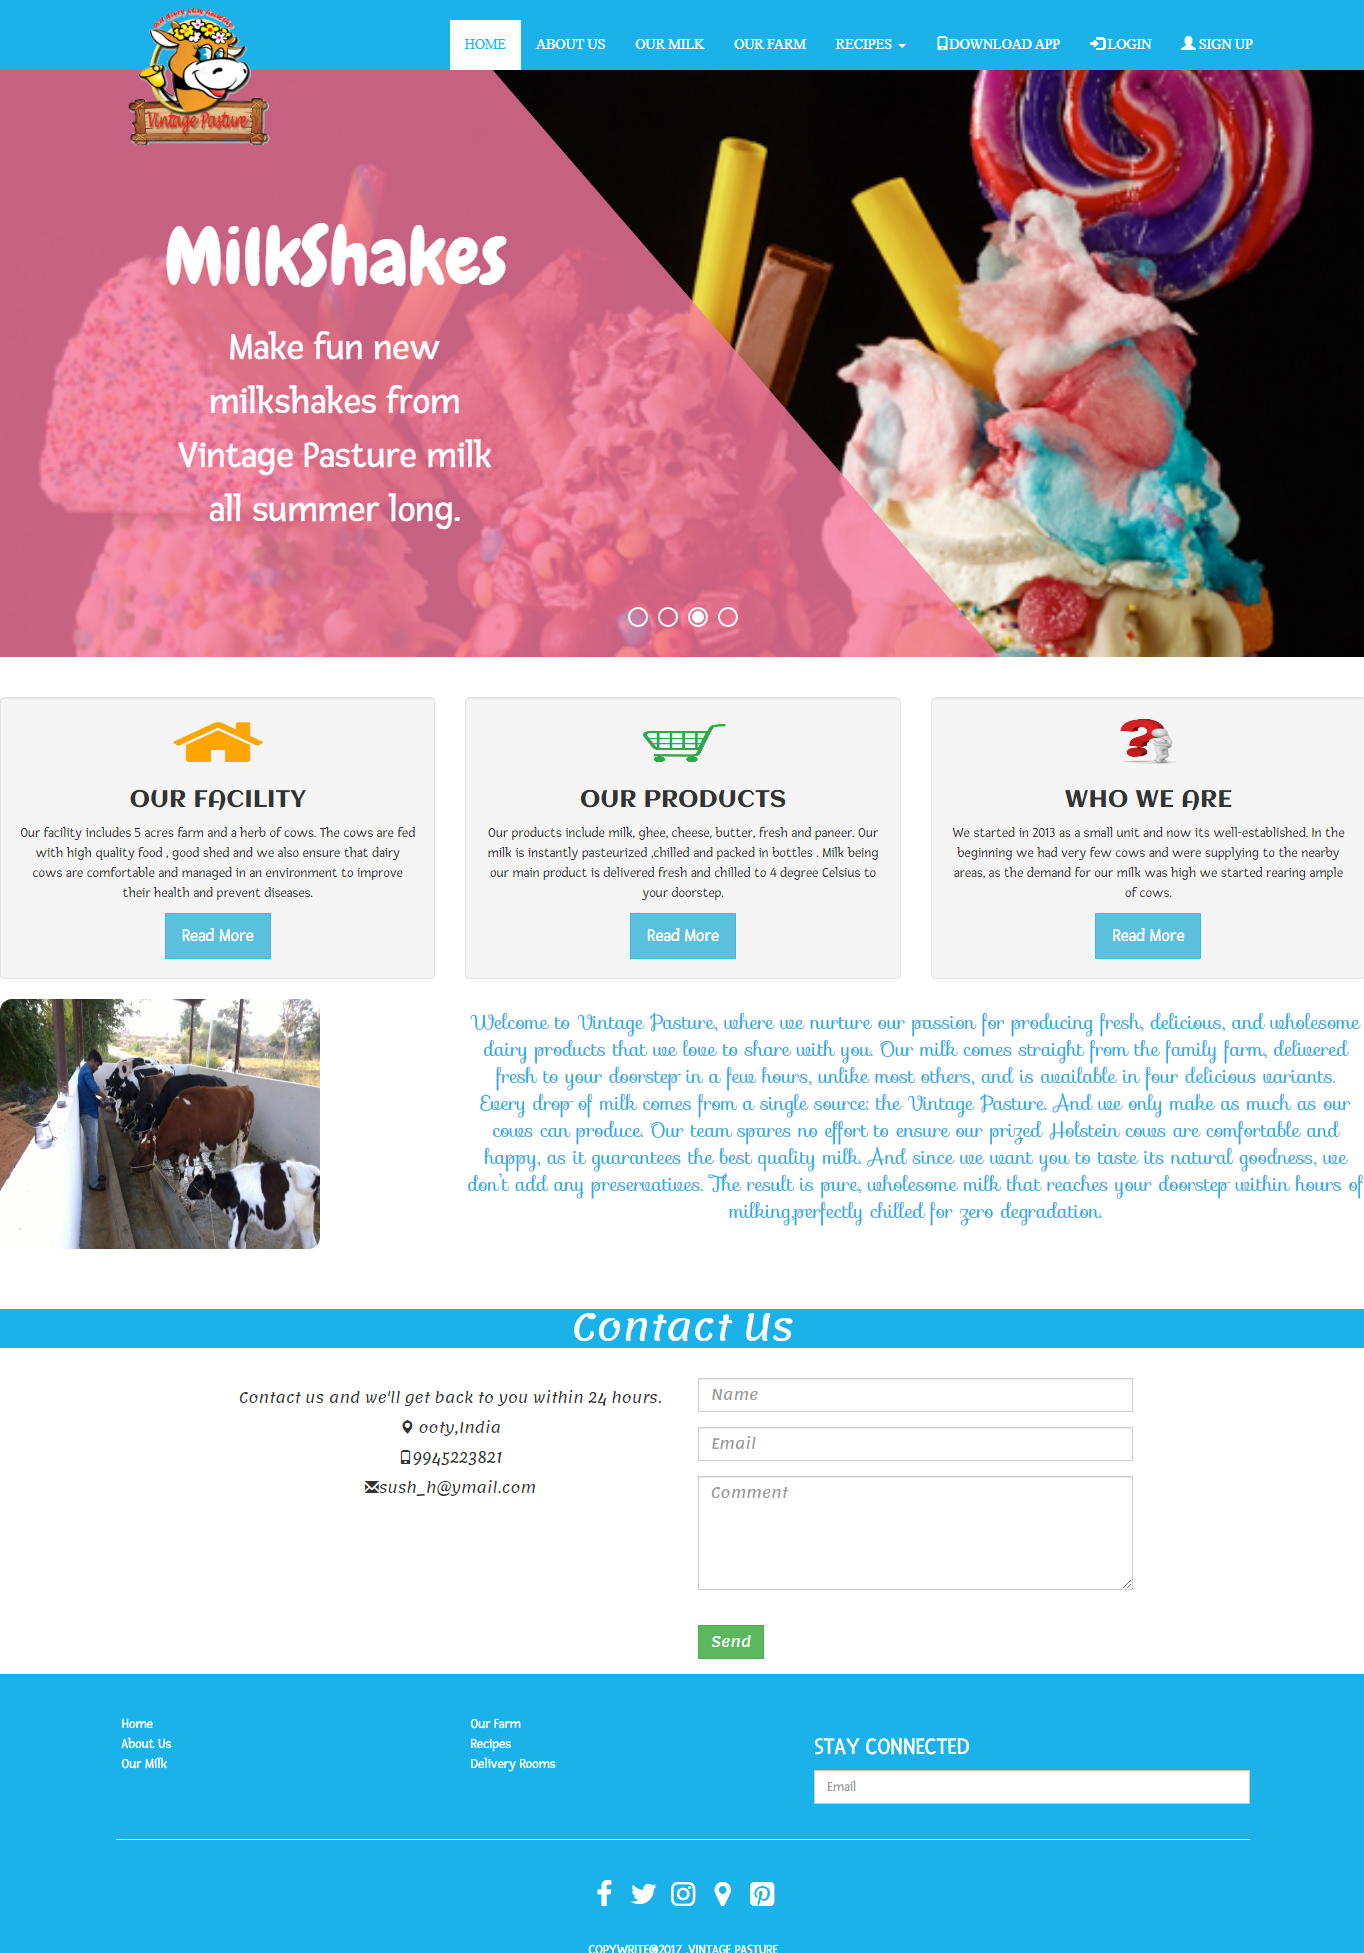 Eat dairy stay healthy
Vintage Pasture
HOME ABOUT US OUR MILK OUR FARM RECIPES DOWNLOAD APP LOGIN SIGN UP
MilkShakes
Make fun new
milkshakes from
Vintage Pasture milk
all summer long.
OUR FACILITY
Our facility includes 5 acres farm and a herb of cows. The cows are fed
with high quality food , good shed and we also ensure that dairy
cows are comfortable and managed in an environment to improve
their health and prevent diseases.
Read More
OUR PRODUCTS
Our products include milk, ghee, cheese, butter, fresh and paneer. Our
milk is instantly pasteurized ,chilled and packed in bottles . Milk being
our main product is delivered fresh and chilled to 4 degree Celsius to
your doorstep.
Read More
WHO WE ARE
We started in 2013 as a small unit and now its well-established. In the
beginning we had very few cows and were supplying to the nearby
areas, as the demand for our milk was high we started rearing ample
of cows.
Read More
Welcome to Vintage Pasture, where we nurture our passion for producing fresh, delicious, and wholesome
dairy products that we love to share with you. Our milk comes straight from the family farm, delivered
fresh to your doorstep in a few hours, unlike most others, and is available in four delicious variants.
Every drop of milk comes from a single source: the Vintage Pasture. And we only make as much as our
cows can produce. Our team spares no effort to ensure our prized Holstein cows are comfortable and
happy, as it guarantees the best quality milk. And since we want you to taste its natural goodness, we
don't add any preservatives. The result is pure, wholesome milk that reaches your doorstep within hours of
milking,perfectly chilled for zero degradation.
Contact Us
Contact us and we'll get back to you within 24 hours.
ooty,India
9945223821
sush_h@ymail.com
Name
Email
Comment
Send
Home
About Us
Our Milk
Our Farm
Recipes
Delivery Rooms
STAY CONNECTED
Email
COPYWRITE©2017 ,VINTAGE PASTURE